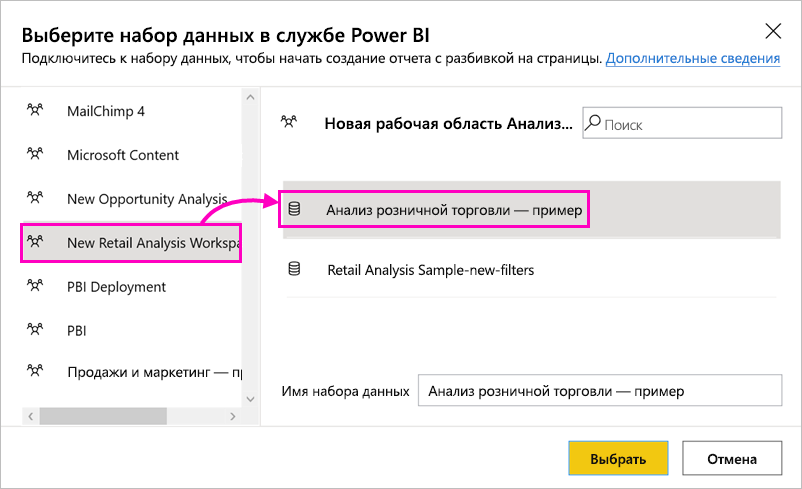 Выберите набор данных в службе Power BI
Подключитесь к набору данных, чтобы начать создание отчета с разбивкой на страницы. Дополнительные сведения
MailChimp 4
Microsoft Content
New Opportunity Analysis
New Retail Analysis Workspa
PBI Deployment
PBI
Продажи и маркетинг — пр
Новая рабочая область Анализ...
Поиск
Анализ розничной торговли — пример
Retail Analysis Sample-new-filters
Имя набора данных
Анализ розничной торговли — пример
Выбрать
Отмена